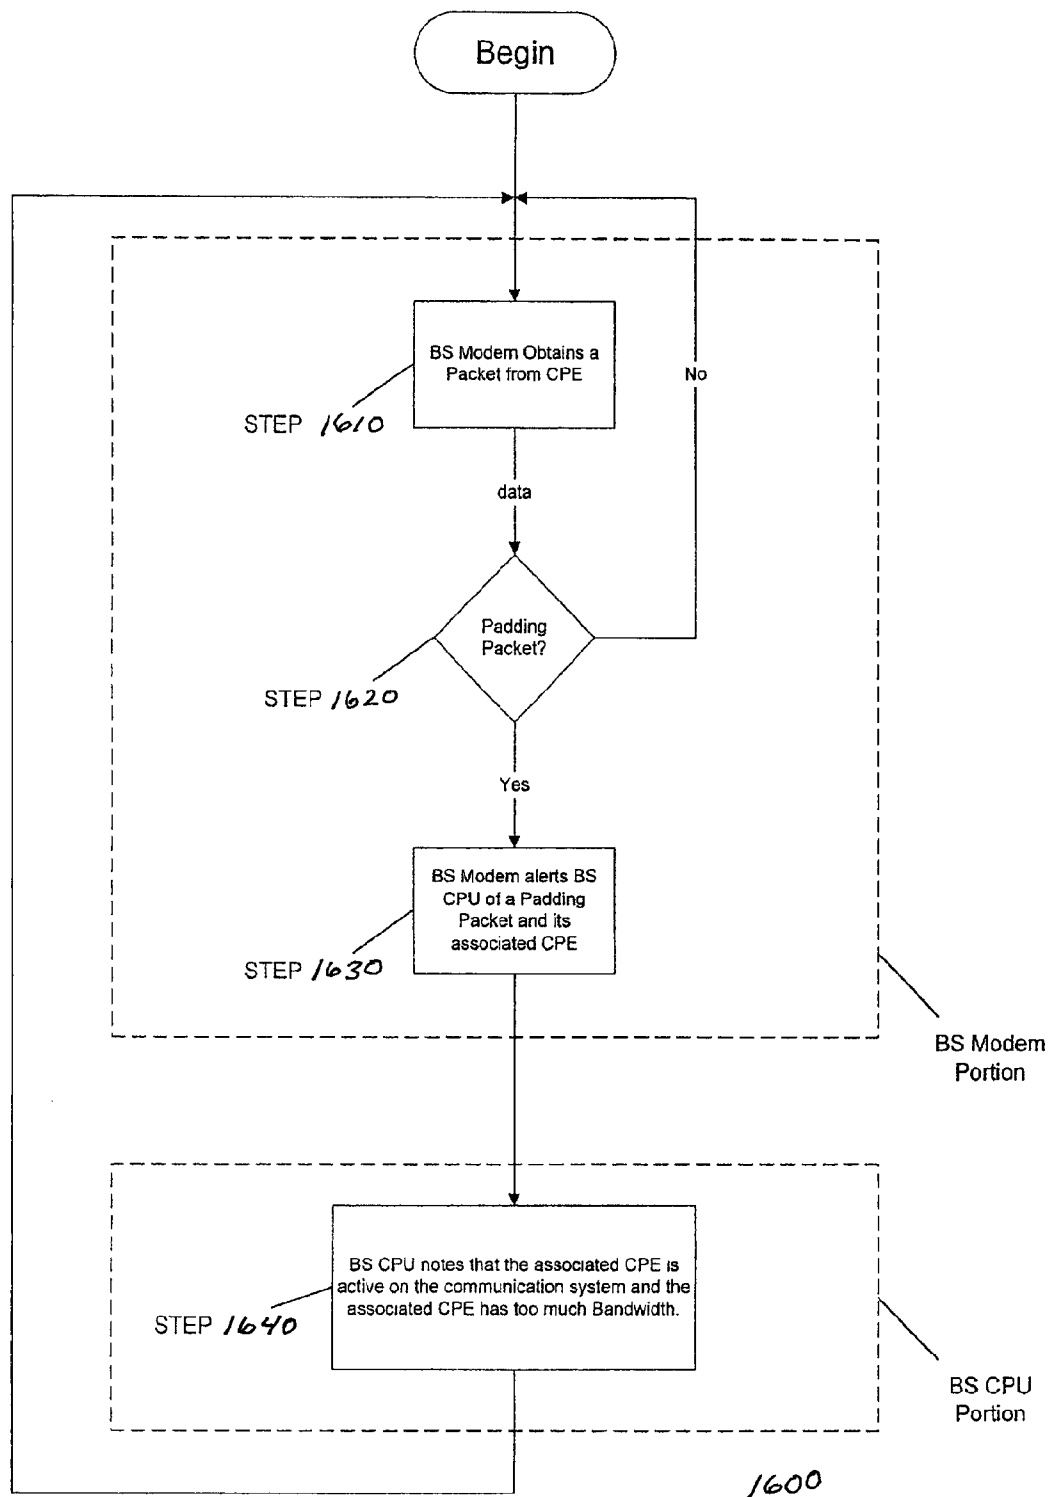 Begin
BS Modem Obtains a
Packet from CPE
No
STEP 1610
data
Padding
Packet?
STEP 1620
Yes
BS Modem alerts BS
CPU of a Padding
Packet and its
associated CPE
STEP 1630
BS Modem
Portion
BS CPU notes that the associated CPE is
active on the communication system and the
associated CPE has too much Bandwidth.
STEP 1640
BS CPU
Portion
1600